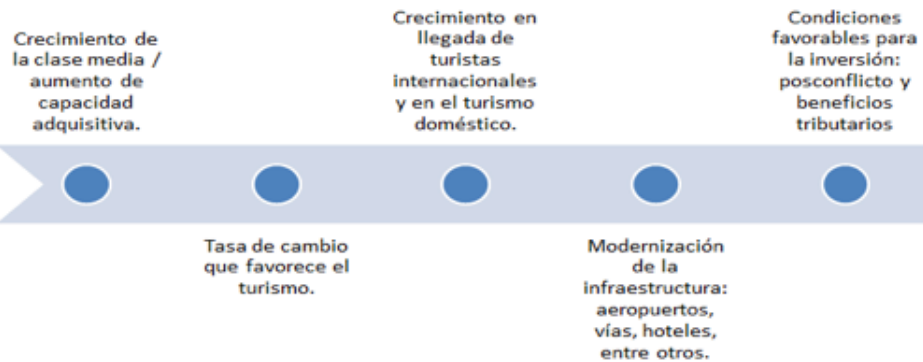 Crecimiento de
la clase media /
aumento de
capacidad
adquisitiva.
Tasa de cambio
que favorece el
turismo.
Crecimiento en
llegada de
turistas
internacionales
y en el turismo
doméstico.
Modernización
de la
infraestructura:
aeropuertos,
vías, hoteles,
entre otros.
Condiciones
favorables para
la inversión:
posconflicto y
beneficios
tributarios